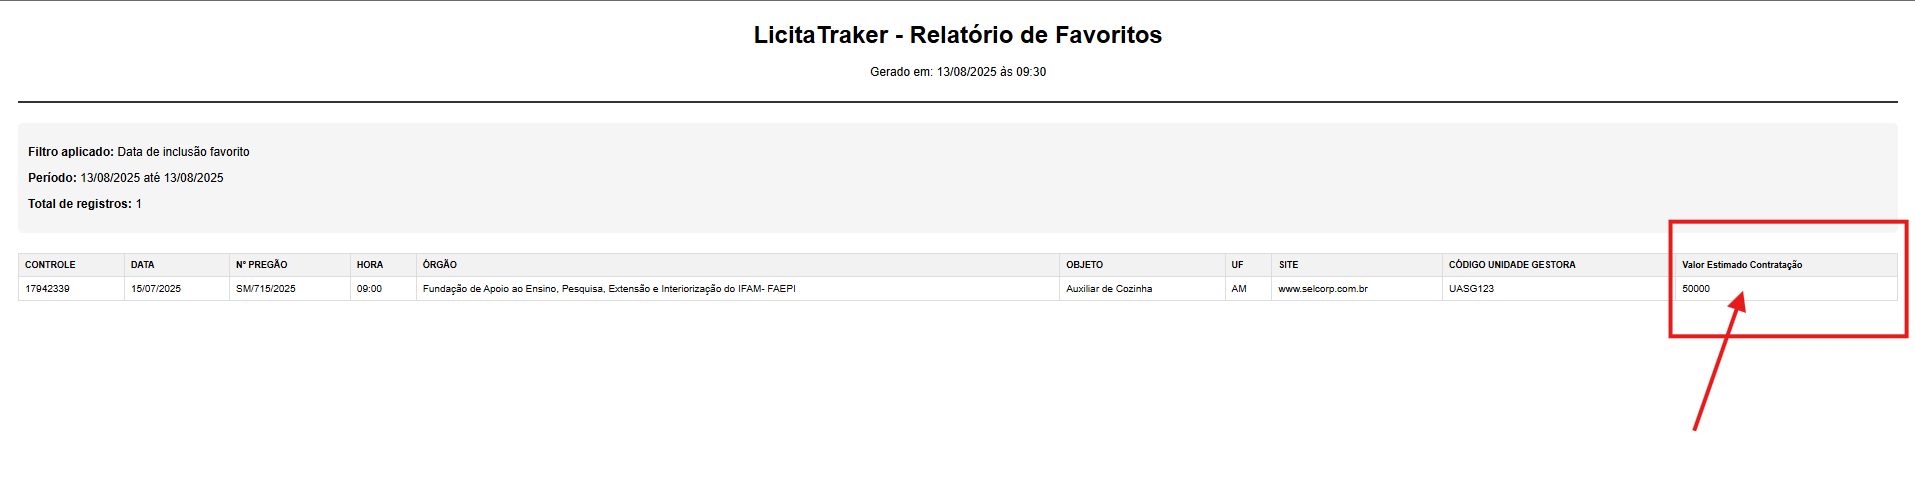 LicitaTraker - Relatório de Favoritos
Gerado em: 13/08/2025 às 09:30
Filtro aplicado: Data de inclusão favorito
Período: 13/08/2025 até 13/08/2025
Total de registros: 1
CONTROLE DATA Nº PREGÃO HORA ÓRGÃO OBJETO UF SITE CÓDIGO UNIDADE GESTORA Valor Estimado Contratação
17942339 15/07/2025 SM/715/2025 09:00 Fundação de Apoio ao Ensino, Pesquisa, Extensão e Interiorização do IFAM- FAEPI Auxiliar de Cozinha AM www.selcorp.com.br UASG123 50000